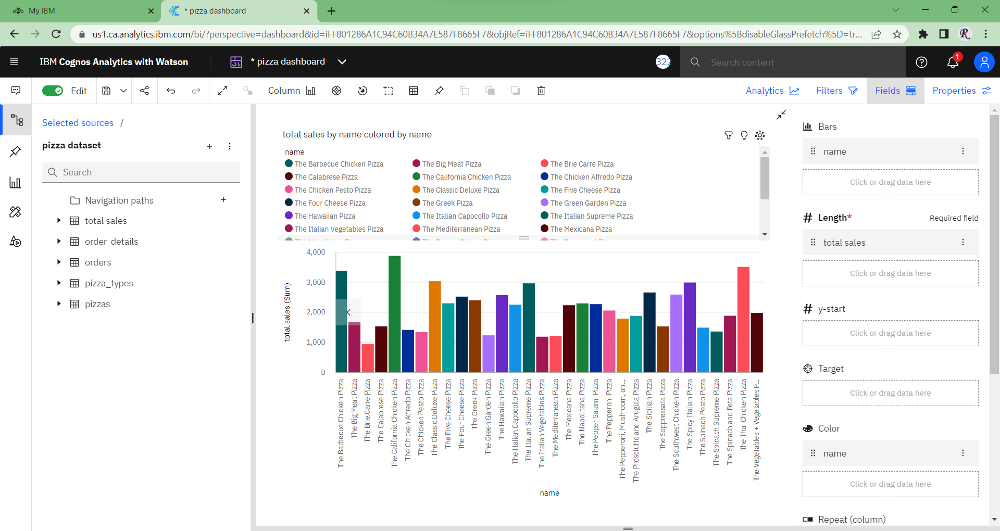 My IBM
* pizza dashboard
us1.ca.analytics.ibm.com/bi/?perspective=dashboard&id=iFF801286A1C94C60B34A7E587F8665F7&objRef=iFF801286A1C94C60B34A7E587F8665F7&options%5BdisableGlassPrefetch%5D=tr...
IBM Cognos Analytics with Watson
* pizza dashboard
322
Search content
1
Edit
Column
Analytics
Filters
Fields
Properties
Selected sources /
pizza dataset
Search
Navigation paths
total sales
order_details
orders
pizza_types
pizzas
total sales by name colored by name
name
The Barbecue Chicken Pizza
The Big Meat Pizza
The Brie Carre Pizza
The Calabrese Pizza
The California Chicken Pizza
The Chicken Alfredo Pizza
The Chicken Pesto Pizza
The Classic Deluxe Pizza
The Five Cheese Pizza
The Four Cheese Pizza
The Greek Pizza
The Green Garden Pizza
The Hawaiian Pizza
The Italian Capocollo Pizza
The Italian Supreme Pizza
The Italian Vegetables Pizza
The Mediterranean Pizza
The Mexicana Pizza
total sales (Sum)
4,000
3,000
2,000
1,000
0
The Barbecue Chicken Pizza
The Big Meat Pizza
The Brie Carre Pizza
The Calabrese Pizza
The California Chicken Pizza
The Chicken Alfredo Pizza
The Chicken Pesto Pizza
The Classic Deluxe Pizza
The Five Cheese Pizza
The Four Cheese Pizza
The Greek Pizza
The Green Garden Pizza
The Hawaiian Pizza
The Italian Capocollo Pizza
The Italian Supreme Pizza
The Italian Vegetables Pizza
The Mediterranean Pizza
The Mexicana Pizza
The Napolitana Pizza
The Pepper Salami Pizza
The Pepperoni Pizza
The Pepperoni, Mushroom, an...
The Prosciutto and Arugula Pizza
The Sicilian Pizza
The Soppressata Pizza
The Southwest Chicken Pizza
The Spicy Italian Pizza
The Spinach Pesto Pizza
The Spinach Supreme Pizza
The Spinach and Feta Pizza
The Thai Chicken Pizza
The Vegetables + Vegetables P...
name
Bars
name
Click or drag data here
Length*
Required field
total sales
Click or drag data here
y-start
Click or drag data here
Target
Click or drag data here
Color
name
Click or drag data here
Repeat (column)